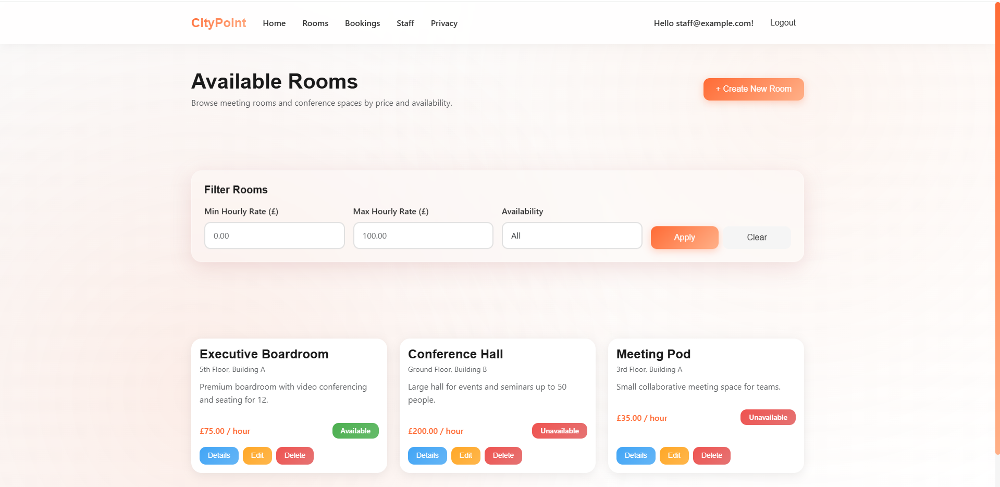 CityPoint Home Rooms Bookings Staff Privacy Hello staff@example.com! Logout
Available Rooms
+ Create New Room
Browse meeting rooms and conference spaces by price and availability.
Filter Rooms
Min Hourly Rate (£) Max Hourly Rate (£) Availability
0.00 100.00 All Apply Clear
Executive Boardroom
5th Floor, Building A
Premium boardroom with video conferencing
and seating for 12.
£75.00 / hour Available
Details Edit Delete
Conference Hall
Ground Floor, Building B
Large hall for events and seminars up to 50
people.
£200.00 / hour Unavailable
Details Edit Delete
Meeting Pod
3rd Floor, Building A
Small collaborative meeting space for teams.
£35.00 / hour Unavailable
Details Edit Delete